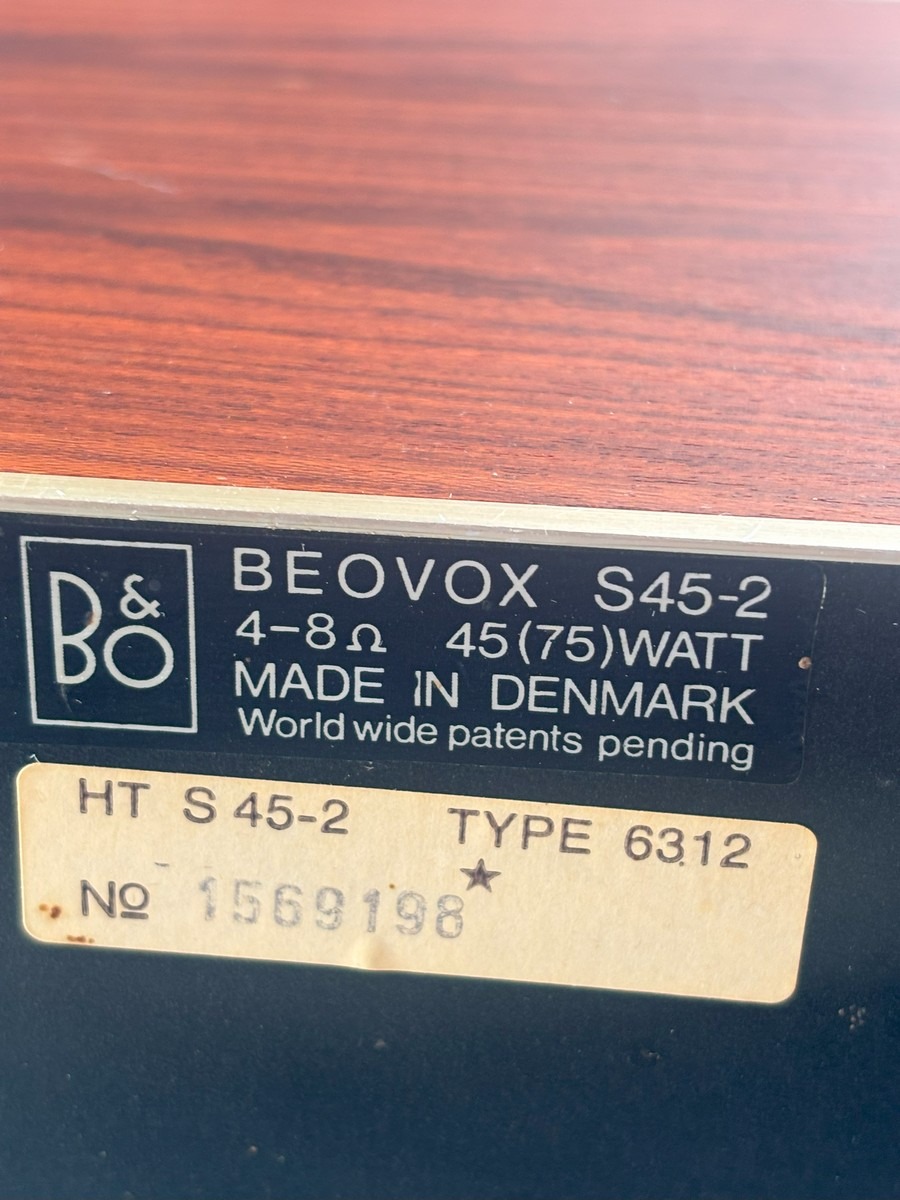 B&O
BEOVOX S45-2
4-8Ω 45(75)WATT
MADE IN DENMARK
World wide patents pending
HT S 45-2 TYPE 6312
★
Nº 1569198